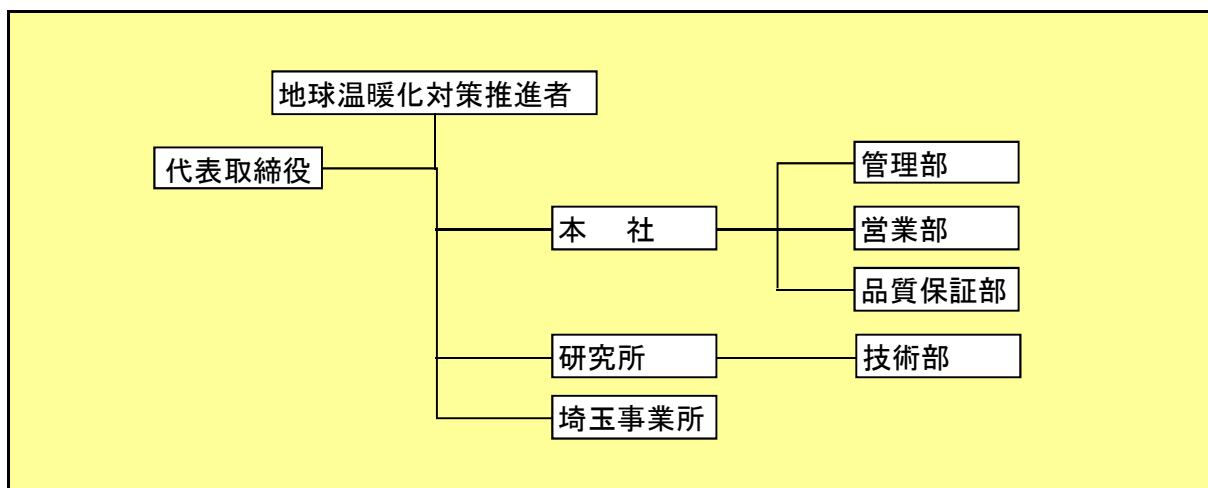 地球温暖化対策推進者
代表取締役
管理部
本　社
営業部
品質保証部
研究所
技術部
埼玉事業所